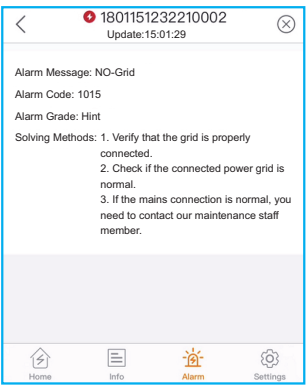 1801151232210002
Update:15:01:29
Alarm Message: NO-Grid
Alarm Code: 1015
Alarm Grade: Hint
Solving Methods: 1. Verify that the grid is properly
connected.
2. Check if the connected power grid is
normal.
3. If the mains connection is normal, you
need to contact our maintenance staff
member.
Home Info Alarm Settings